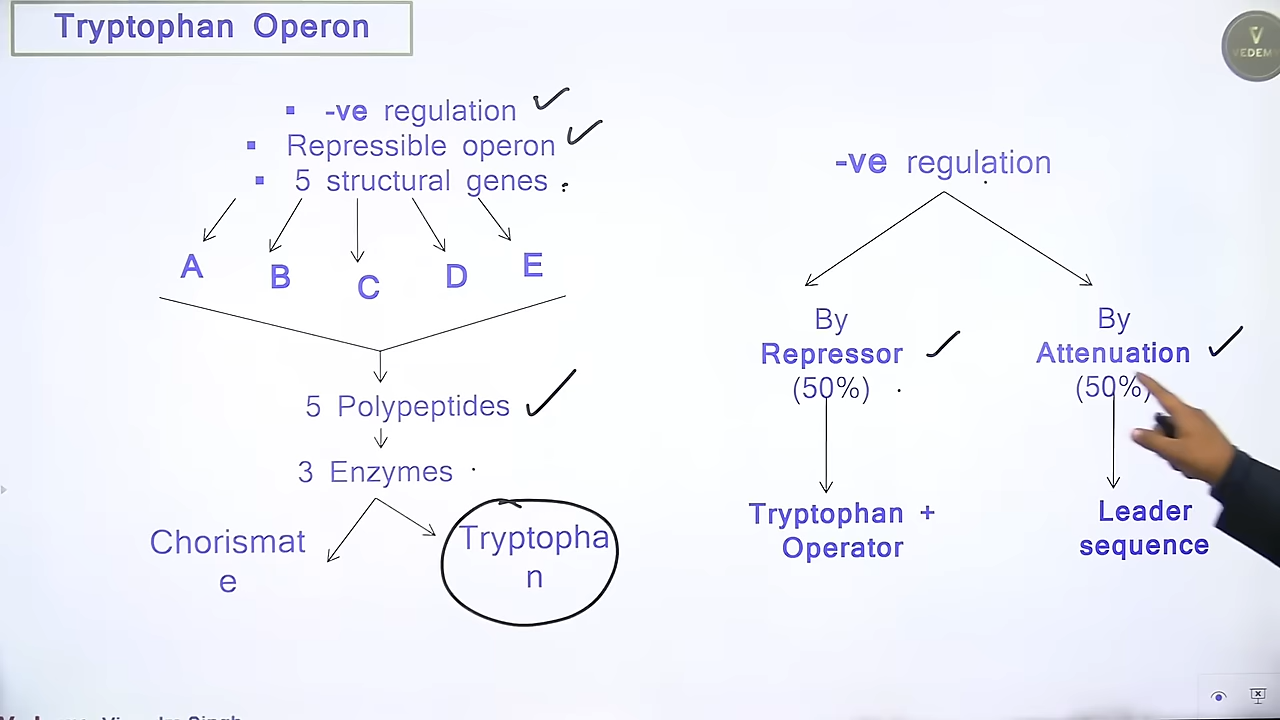 Tryptophan Operon
VEDEM
-ve regulation
Repressible operon
5 structural genes
A B C D E
5 Polypeptides
3 Enzymes
Chorismat
e
Tryptopha
n
-ve regulation
By
Repressor
(50%)
Tryptophan +
Operator
By
Attenuation
(50%)
Leader
sequence